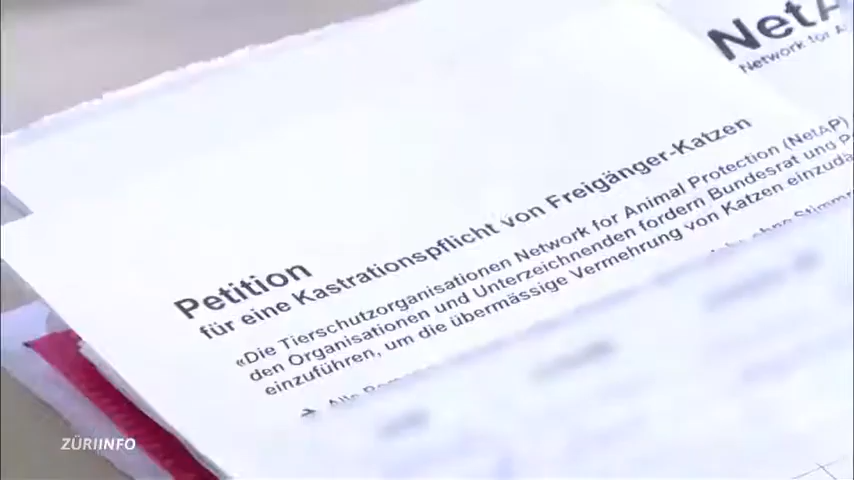 NetA
Network for A
Petition
für eine Kastrationspflicht von Freigänger-Katzen
«Die Tierschutzorganisationen Network for Animal Protection (NetAP)
den Organisationen und Unterzeichnenden fordern Bundesrat und P
einzuführen, um die übermässige Vermehrung von Katzen einzudä
ZÜRIINFO